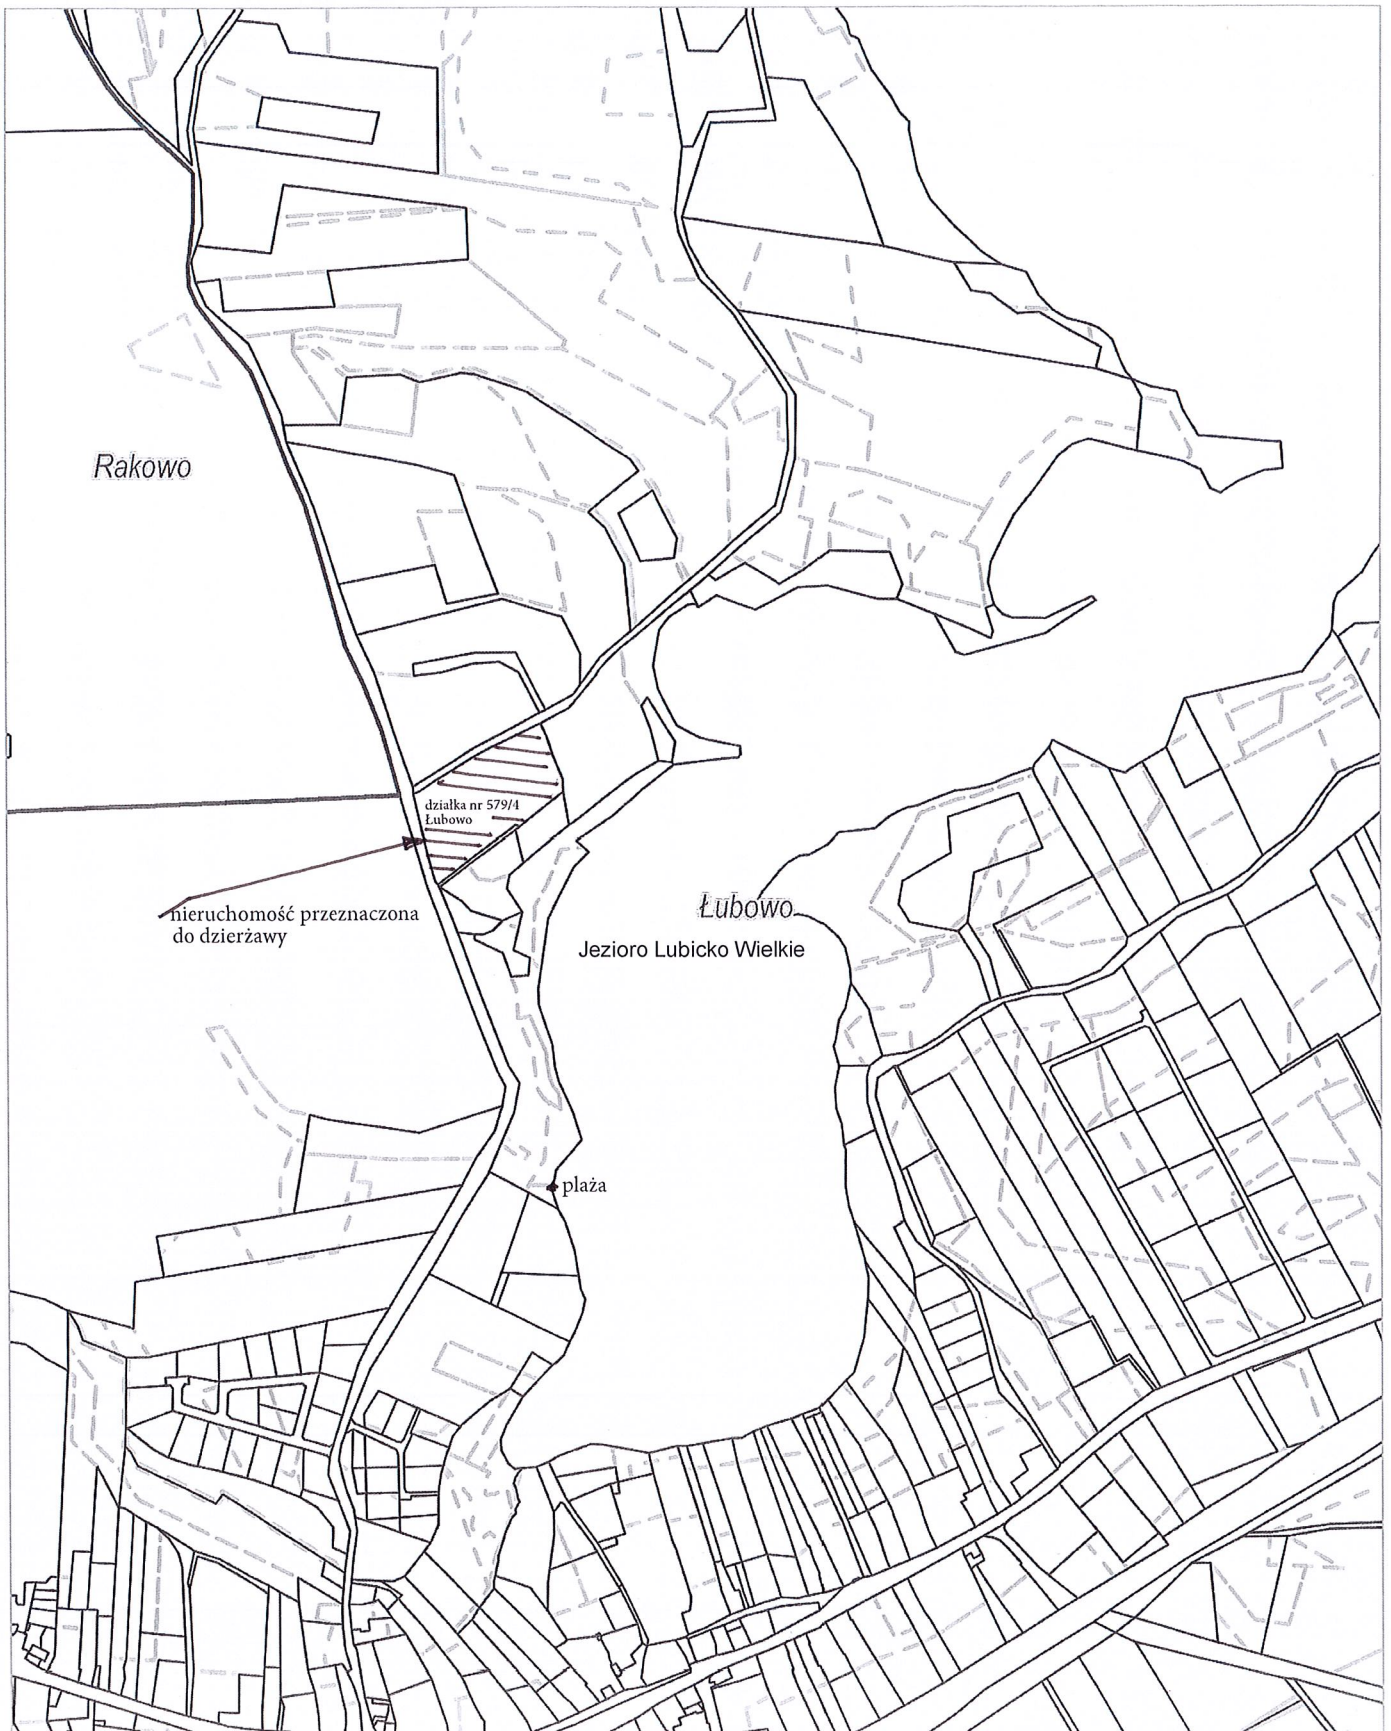 Rakowo
działka nr 579/4
Łubowo
nieruchomość przeznaczona
do dzierżawy
Łubowo
Jezioro Lubicko Wielkie
plaża